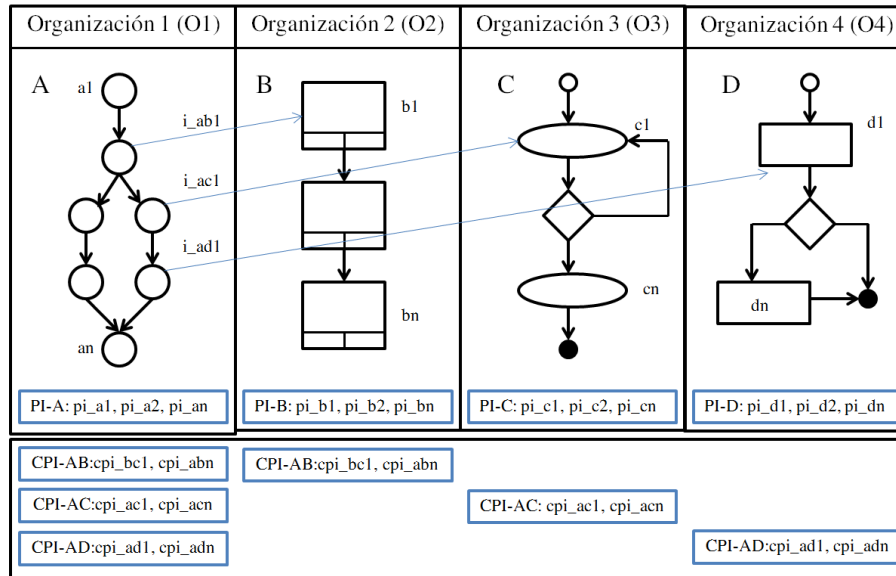 Organización 1 (O1)
Organización 2 (O2)
Organización 3 (O3)
Organización 4 (O4)
A
a1
i_ab1
i_ac1
i_ad1
an
B
b1
bn
C
c1
cn
D
d1
dn
PI-A: pi_a1, pi_a2, pi_an
PI-B: pi_b1, pi_b2, pi_bn
PI-C: pi_c1, pi_c2, pi_cn
PI-D: pi_d1, pi_d2, pi_dn
CPI-AB:cpi_bc1, cpi_abn
CPI-AB:cpi_bc1, cpi_abn
CPI-AC:cpi_ac1, cpi_acn
CPI-AC: cpi_ac1, cpi_acn
CPI-AD:cpi_ad1, cpi_adn
CPI-AD:cpi_ad1, cpi_adn